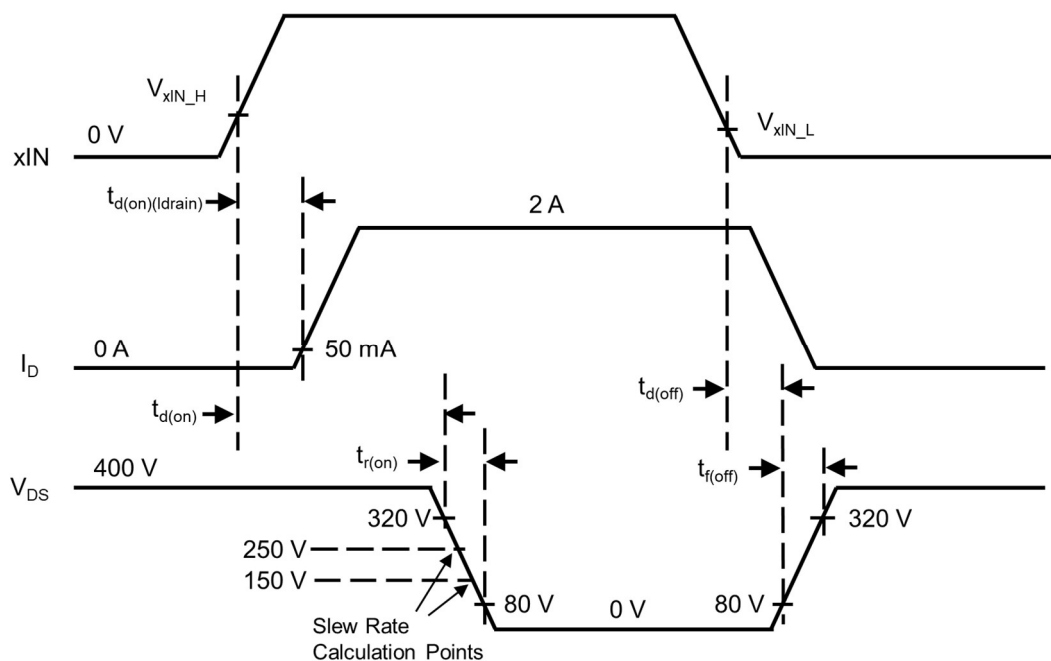 V_xIN_H
0 V
xIN
V_xIN_L
t_d(on)(Idrain)
2 A
0 A
50 mA
I_D
t_d(on)
t_d(off)
t_r(on)
t_f(off)
400 V
V_DS
320 V
320 V
250 V
150 V
80 V
0 V
80 V
Slew Rate
Calculation Points